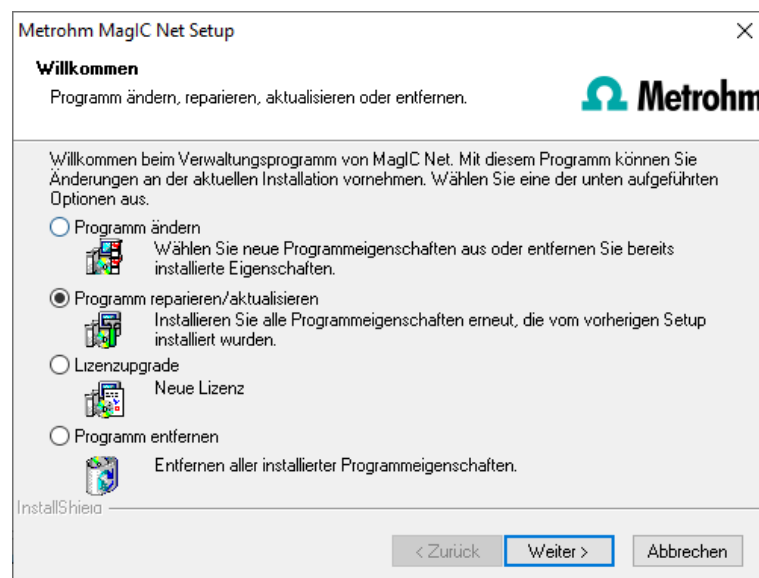 Metrohm MagIC Net Setup
Willkommen
Programm ändern, reparieren, aktualisieren oder entfernen.
Metrohm
Willkommen beim Verwaltungsprogramm von MagIC Net. Mit diesem Programm können Sie
Änderungen an der aktuellen Installation vornehmen. Wählen Sie eine der unten aufgeführten
Optionen aus.
Programm ändern
Wählen Sie neue Programmeigenschaften aus oder entfernen Sie bereits
installierte Eigenschaften.
Programm reparieren/aktualisieren
Installieren Sie alle Programmeigenschaften erneut, die vom vorherigen Setup
installiert wurden.
Lizenzupgrade
Neue Lizenz
Programm entfernen
Entfernen aller installierter Programmeigenschaften.
InstallShield
< Zurück
Weiter >
Abbrechen